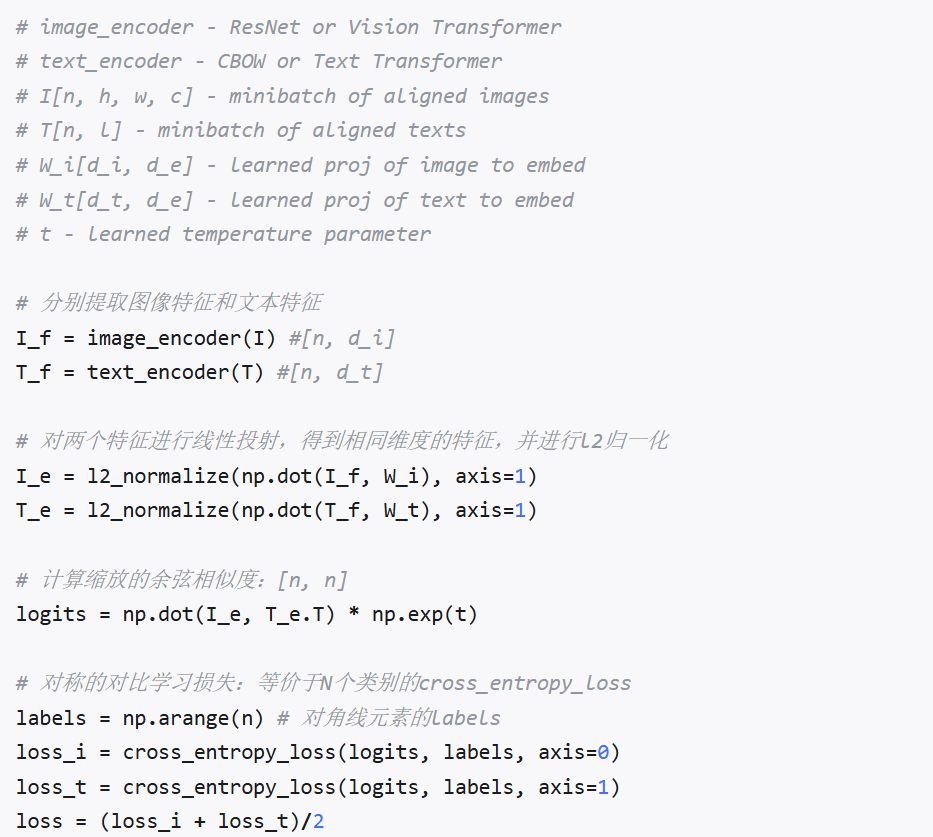 # image_encoder - ResNet or Vision Transformer
# text_encoder - CBOW or Text Transformer
# I[n, h, w, c] - minibatch of aligned images
# T[n, l] - minibatch of aligned texts
# W_i[d_i, d_e] - learned proj of image to embed
# W_t[d_t, d_e] - learned proj of text to embed
# t - learned temperature parameter
# 分别提取图像特征和文本特征
I_f = image_encoder(I) #[n, d_i]
T_f = text_encoder(T) #[n, d_t]
# 对两个特征进行线性投射，得到相同维度的特征，并进行l2归一化
I_e = l2_normalize(np.dot(I_f, W_i), axis=1)
T_e = l2_normalize(np.dot(T_f, W_t), axis=1)
# 计算缩放的余弦相似度：[n, n]
logits = np.dot(I_e, T_e.T) * np.exp(t)
# 对称的对比学习损失：等价于N个类别的cross_entropy_loss
labels = np.arange(n) # 对角线元素的labels
loss_i = cross_entropy_loss(logits, labels, axis=0)
loss_t = cross_entropy_loss(logits, labels, axis=1)
loss = (loss_i + loss_t)/2